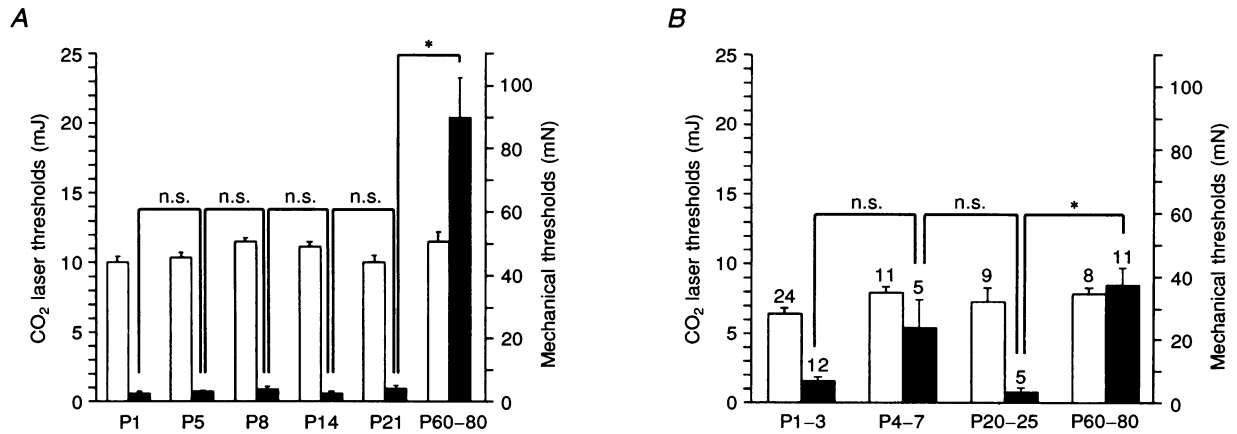 A
B
*
25
20
15
10
5
0
CO₂ laser thresholds (mJ)
n.s. n.s. n.s. n.s.
100
80
60
40
20
0
Mechanical thresholds (mN)
P1 P5 P8 P14 P21 P60–80
25
20
15
10
5
0
CO₂ laser thresholds (mJ)
n.s. n.s. *
24 12 11 5 9 5 8 11
100
80
60
40
20
0
Mechanical thresholds (mN)
P1–3 P4–7 P20–25 P60–80